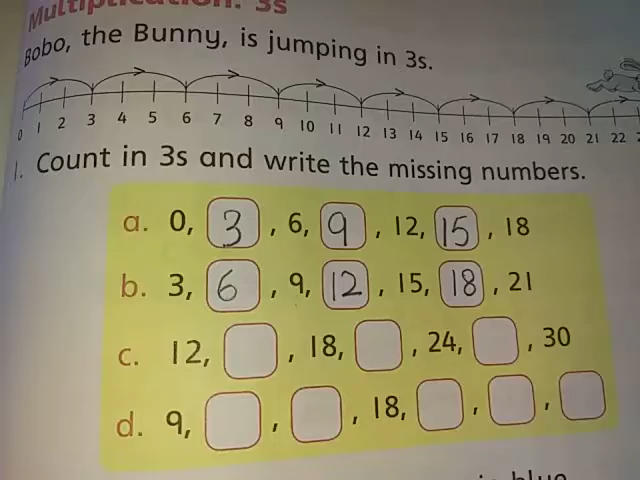 Multiplication: 3s
Bobo, the Bunny, is jumping in 3s.
0 1 2 3 4 5 6 7 8 9 10 11 12 13 14 15 16 17 18 19 20 21 22
1. Count in 3s and write the missing numbers.
a. 0, 3, 6, 9, 12, 15, 18
b. 3, 6, 9, 12, 15, 18, 21
c. 12, , 18, , 24, , 30
d. 9, , , 18, , ,